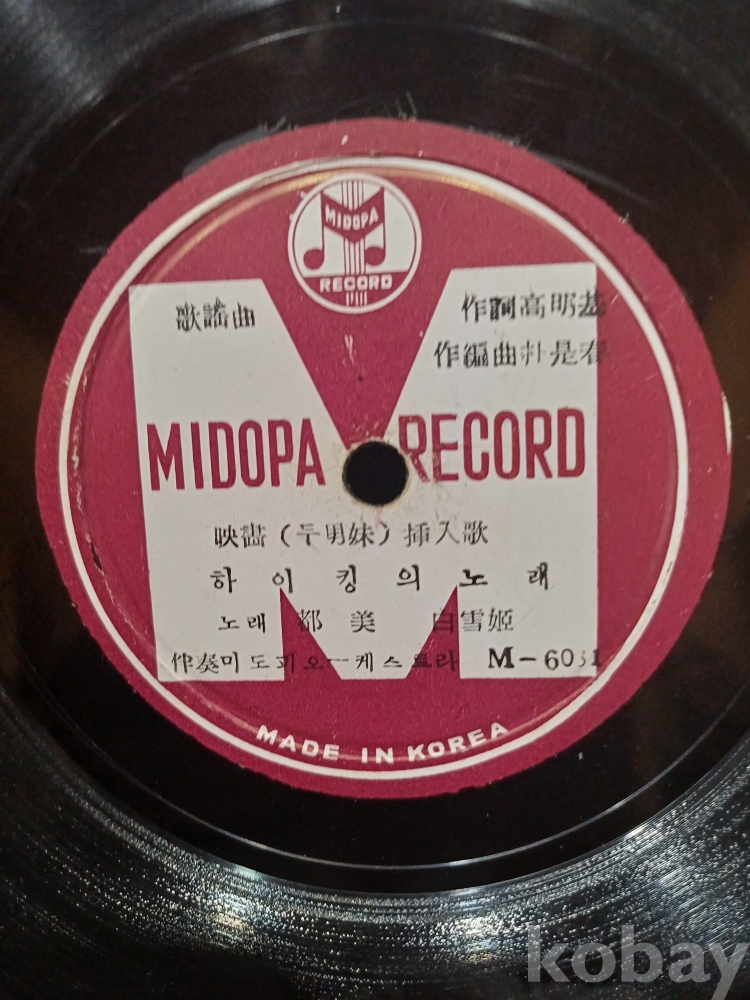 MIDOPA
RECORD
歌謠曲
作詞高明基
作編曲朴是春
MIDOPA RECORD
映畵(두男妹)挿入歌
하이킹의노래
노래 都美 白雪姬
伴奏미도파오ー케스트라 M-6031
MADE IN KOREA
kobay